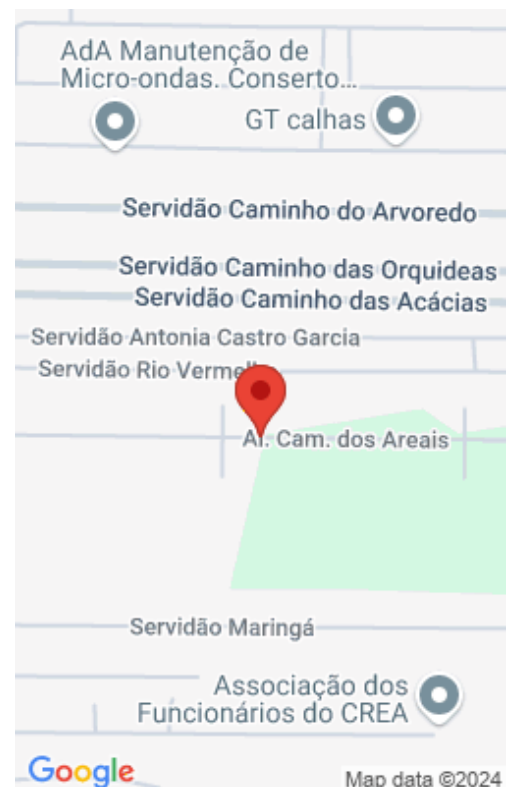 AdA Manutenção de
Micro-ondas. Conserto...
GT calhas
Servidão Caminho do Arvoredo
Servidão Caminho das Orquideas
Servidão Caminho das Acácias
Servidão Antonia Castro Garcia
Servidão Rio
Al. Cam. dos Areais
Servidão Maringá
Associação dos
Funcionários do CREA
Google
Map data ©2024